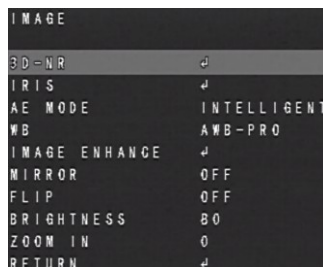 IMAGE
3D-NR ↵
IRIS ↵
AE MODE INTELLIGENT
WB AWB-PRO
IMAGE ENHANCE ↵
MIRROR OFF
FLIP OFF
BRIGHTNESS 80
ZOOM IN 0
RETURN ↵